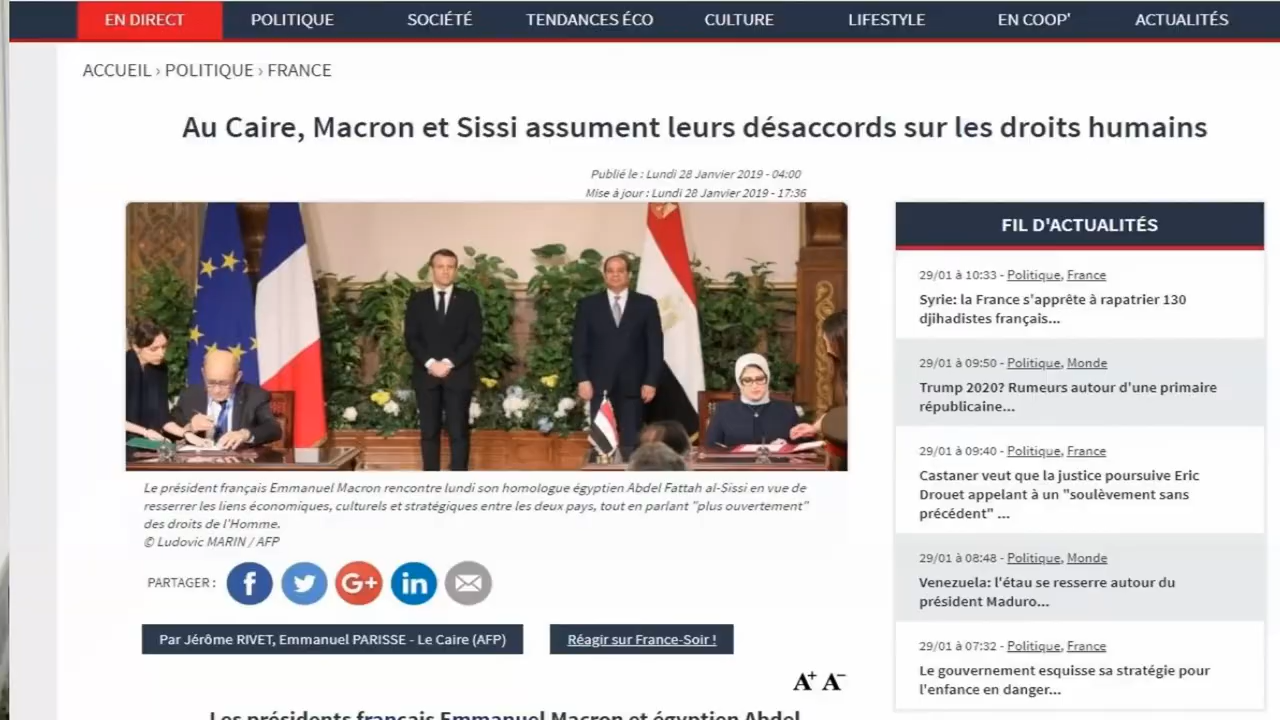 EN DIRECT POLITIQUE SOCIÉTÉ TENDANCES ÉCO CULTURE LIFESTYLE EN COOP' ACTUALITÉS
ACCUEIL › POLITIQUE › FRANCE
Au Caire, Macron et Sissi assument leurs désaccords sur les droits humains
Publié le : Lundi 28 Janvier 2019 - 04:00
Mise à jour : Lundi 28 Janvier 2019 - 17:36
Le président français Emmanuel Macron rencontre lundi son homologue égyptien Abdel Fattah al-Sissi en vue de
resserrer les liens économiques, culturels et stratégiques entre les deux pays, tout en parlant "plus ouvertement"
des droits de l'Homme.
© Ludovic MARIN / AFP
PARTAGER :
f G+ in
Par Jérôme RIVET, Emmanuel PARISSE - Le Caire (AFP)
Réagir sur France-Soir !
A+ A-
Les présidents français Emmanuel Macron et égyptien Abdel
FIL D'ACTUALITÉS
29/01 à 10:33 - Politique, France
Syrie: la France s'apprête à rapatrier 130
djihadistes français...
29/01 à 09:50 - Politique, Monde
Trump 2020? Rumeurs autour d'une primaire
républicaine...
29/01 à 09:40 - Politique, France
Castaner veut que la justice poursuive Eric
Drouet appelant à un "soulèvement sans
précédent" ...
29/01 à 08:48 - Politique, Monde
Venezuela: l'étau se resserre autour du
président Maduro...
29/01 à 07:32 - Politique, France
Le gouvernement esquisse sa stratégie pour
l'enfance en danger...